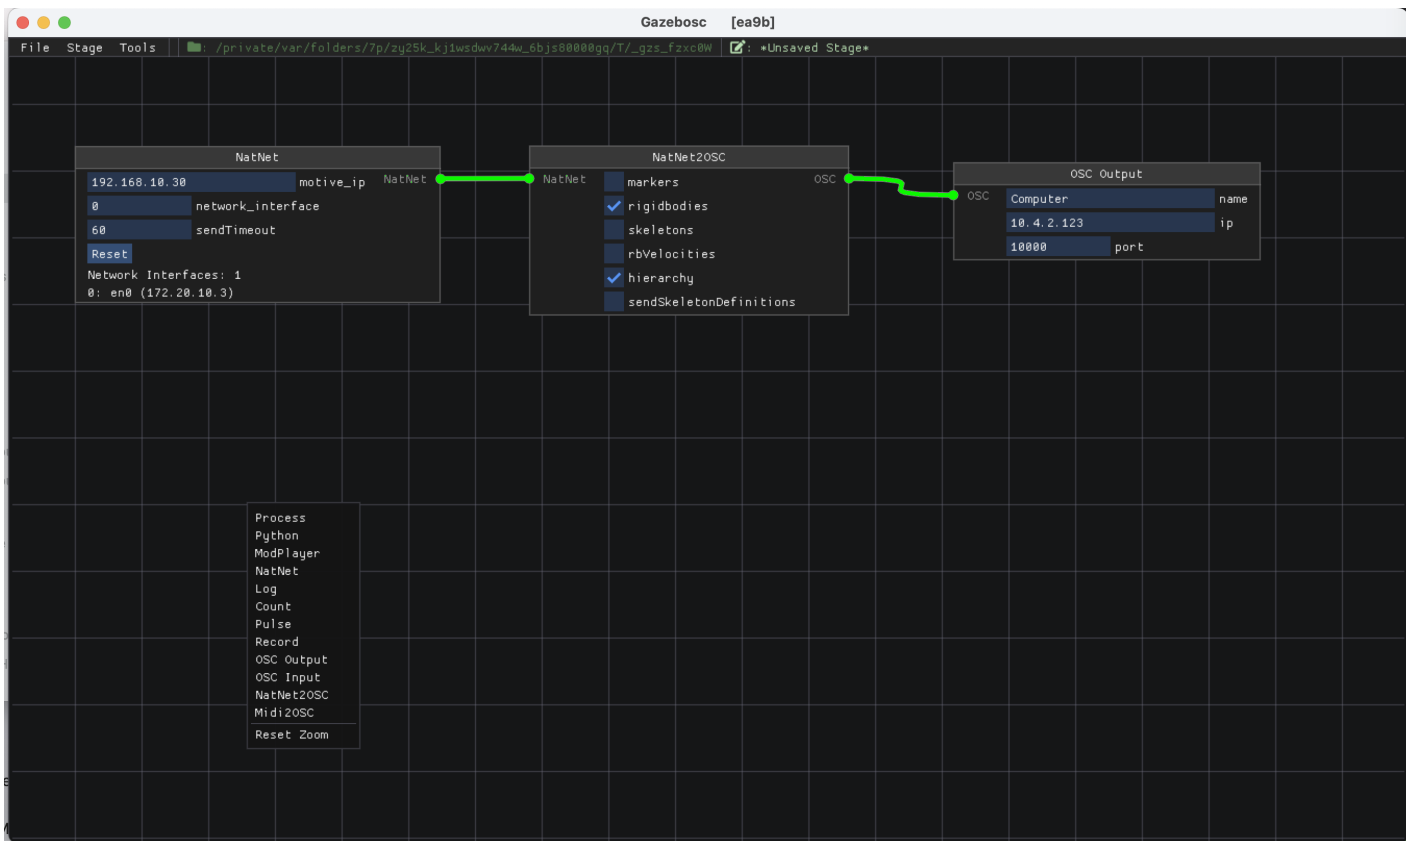 Gazebosc [ea9b]
File Stage Tools : /private/var/folders/7p/zy25k_kj1wsdwv744w_6bjs80000gq/T/_gzs_fzxc0W : *Unsaved Stage*
NatNet
192.168.10.30 motive_ip NatNet
0 network_interface
60 sendTimeout
Reset
Network Interfaces: 1
0: en0 (172.20.10.3)
NatNet2OSC
NatNet markers OSC
rigidbodies
skeletons
rbVelocities
hierarchy
sendSkeletonDefinitions
OSC Output
OSC Computer name
10.4.2.123 ip
10000 port
Process
Python
ModPlayer
NatNet
Log
Count
Pulse
Record
OSC Output
OSC Input
NatNet2OSC
Midi2OSC
Reset Zoom